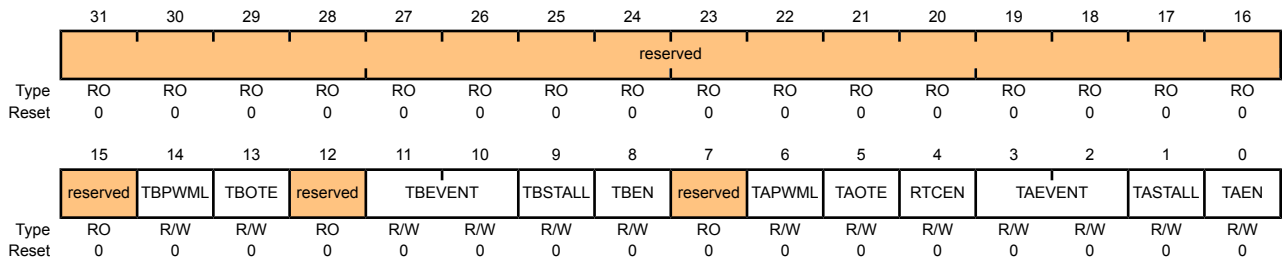 31 30 29 28 27 26 25 24 23 22 21 20 19 18 17 16
reserved
Type RO RO RO RO RO RO RO RO RO RO RO RO RO RO RO RO
Reset 0 0 0 0 0 0 0 0 0 0 0 0 0 0 0 0
15 14 13 12 11 10 9 8 7 6 5 4 3 2 1 0
reserved TBPWML TBOTE reserved TBEVENT TBSTALL TBEN reserved TAPWML TAOTE RTCEN TAEVENT TASTALL TAEN
Type RO R/W R/W RO R/W R/W R/W R/W RO R/W R/W R/W R/W R/W R/W R/W
Reset 0 0 0 0 0 0 0 0 0 0 0 0 0 0 0 0